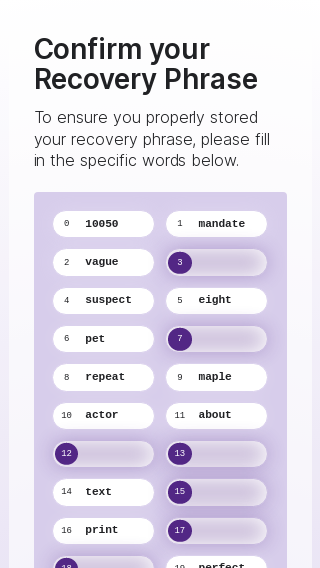 Confirm your
Recovery Phrase
To ensure you properly stored
your recovery phrase, please fill
in the specific words below.
0 10050 1 mandate
2 vague 3
4 suspect 5 eight
6 pet 7
8 repeat 9 maple
10 actor 11 about
12 13
14 text 15
16 print 17
18 19 perfect